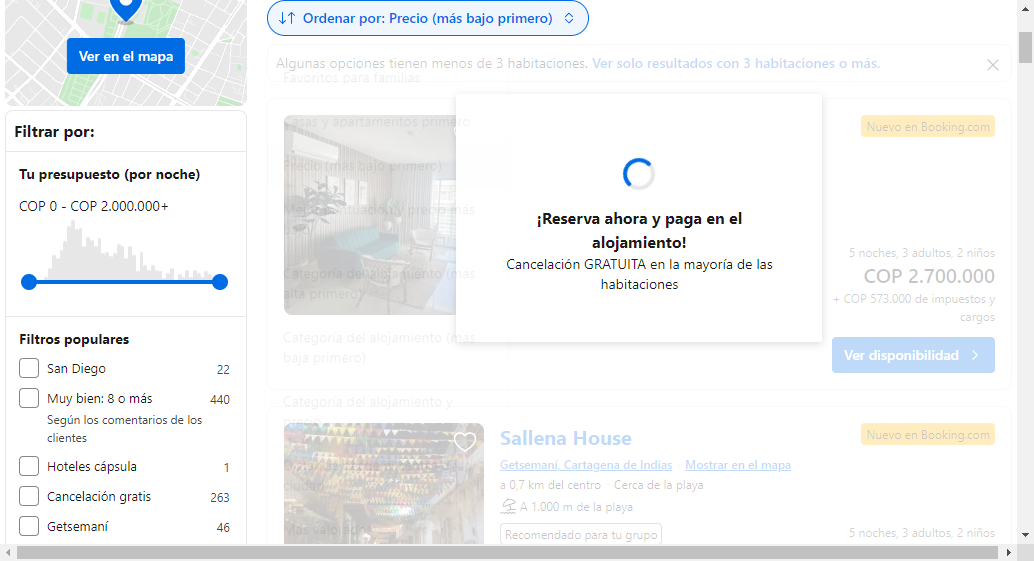 Ver en el mapa
Filtrar por:
Tu presupuesto (por noche)
COP 0 - COP 2.000.000+
Filtros populares
San Diego 22
Muy bien: 8 o más 440
Según los comentarios de los
clientes
Hoteles cápsula 1
Cancelación gratis 263
Getsemaní 46
Ordenar por: Precio (más bajo primero)
Algunas opciones tienen menos de 3 habitaciones. Ver solo resultados con 3 habitaciones o más.
Favoritos para familias
Casas y apartamentos primero
Precio (más bajo primero)
Mejor puntuación y precio más
Categoría del alojamiento (más
alta primero)
Categoría del alojamiento (más
baja primero)
Categoría del alojamiento y
Más valorados
¡Reserva ahora y paga en el
alojamiento!
Cancelación GRATUITA en la mayoría de las
habitaciones
Nuevo en Booking.com
5 noches, 3 adultos, 2 niños
COP 2.700.000
+ COP 573.000 de impuestos y
cargos
Ver disponibilidad
Sallena House
Nuevo en Booking.com
Getsemaní, Cartagena de Indias Mostrar en el mapa
a 0,7 km del centro · Cerca de la playa
A 1.000 m de la playa
Recomendado para tu grupo
5 noches, 3 adultos, 2 niños